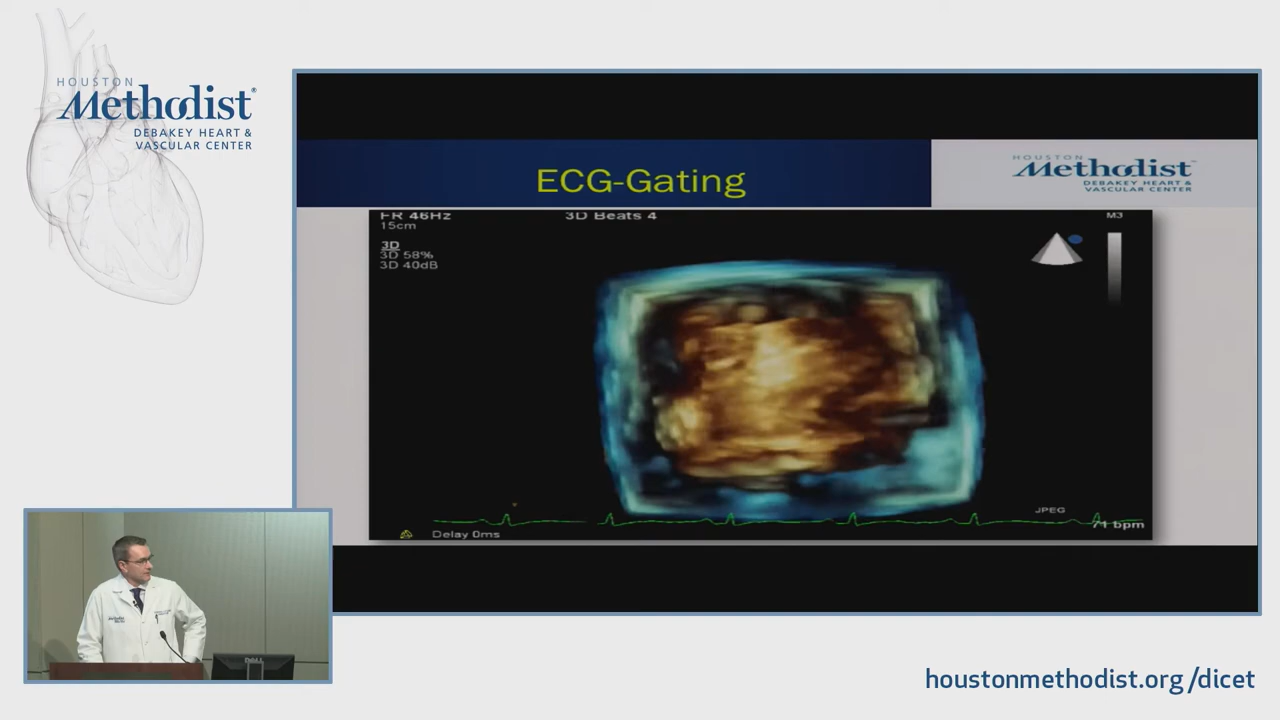 HOUSTON
Methodist®
DEBAKEY HEART &
VASCULAR CENTER
ECG-Gating
HOUSTON
Methodist
DEBAKEY HEART &
VASCULAR CENTER
FR 46Hz
15cm
3D Beats 4
M3
3D
3D 58%
3D 40dB
JPEG
71 bpm
Delay 0ms
DELL
houstonmethodist.org/dicet